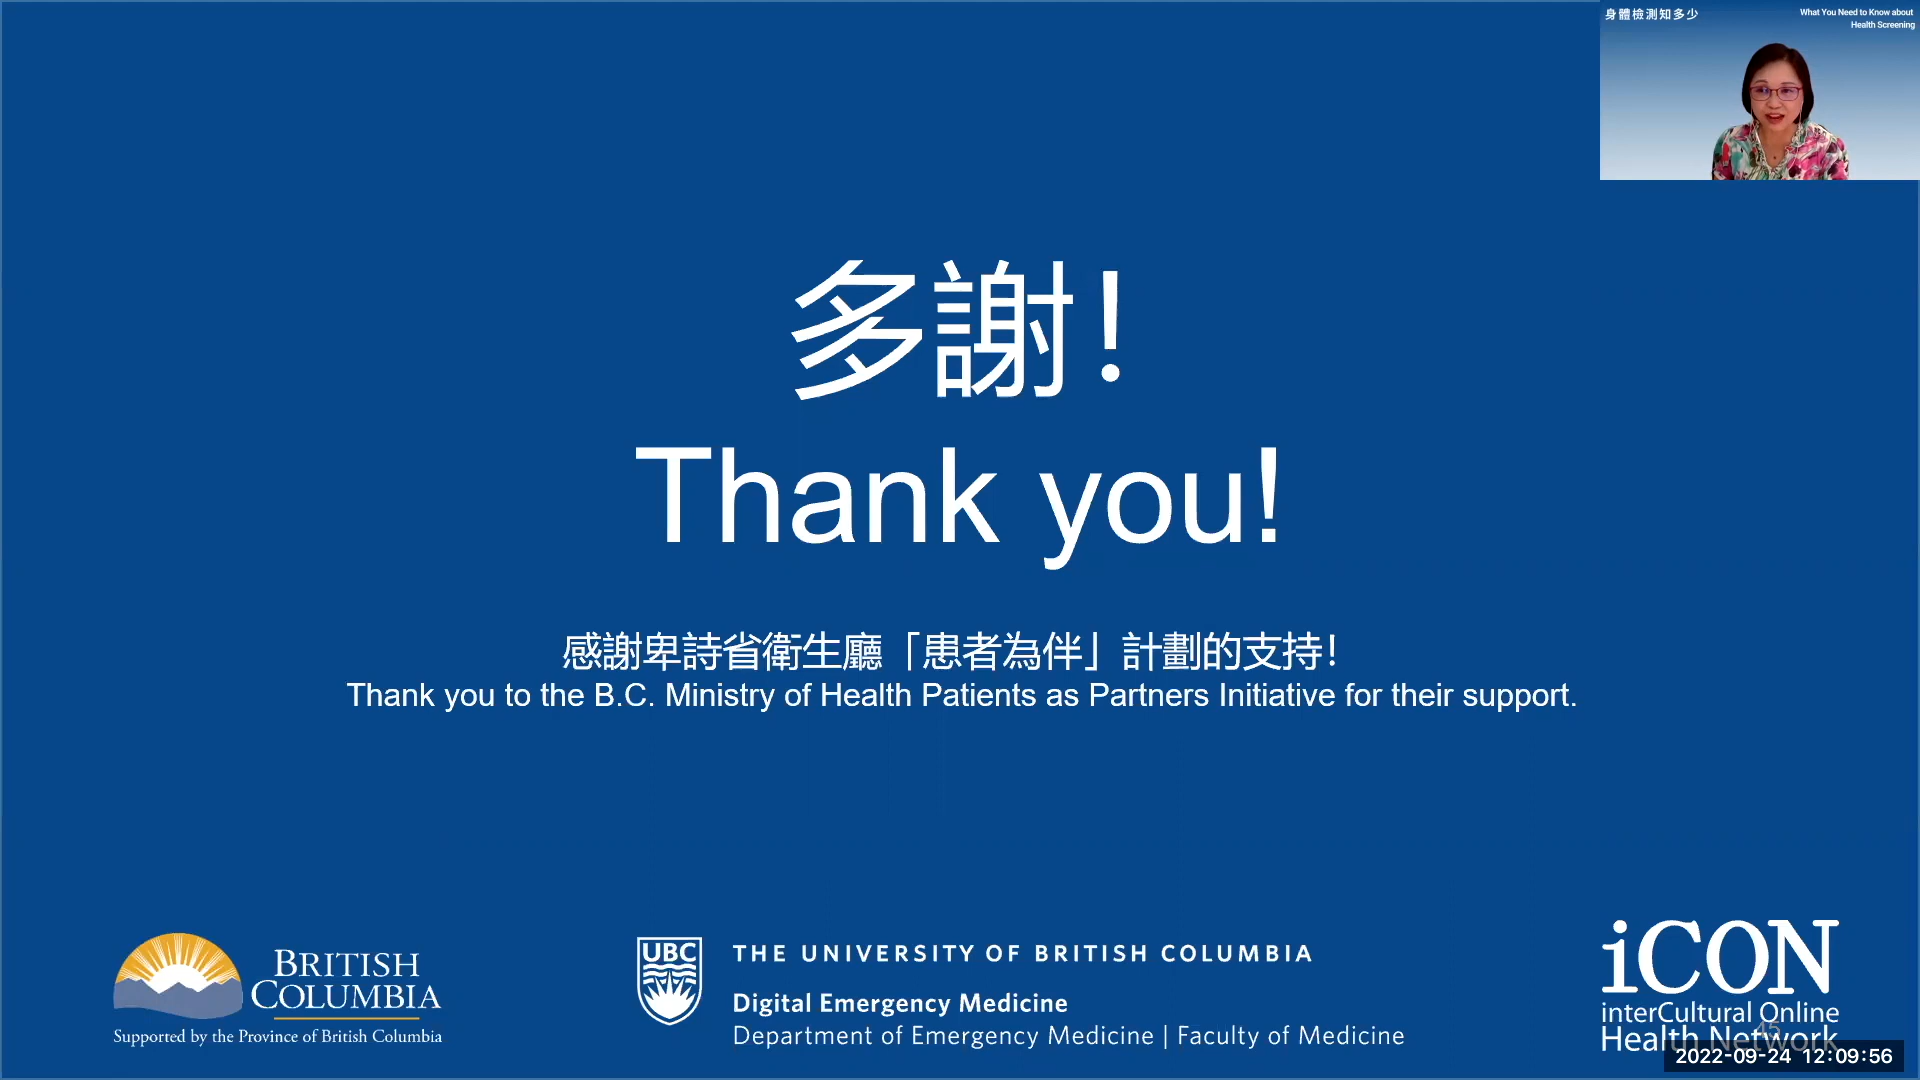 身體檢測知多少
What You Need to Know about
Health Screening
多謝!
Thank you!
感謝卑詩省衛生廳「患者為伴」計劃的支持!
Thank you to the B.C. Ministry of Health Patients as Partners Initiative for their support.
BRITISH
COLUMBIA
Supported by the Province of British Columbia
UBC
THE UNIVERSITY OF BRITISH COLUMBIA
Digital Emergency Medicine
Department of Emergency Medicine | Faculty of Medicine
iCON
interCultural Online
Health Network
45
2022-09-24 12:09:56